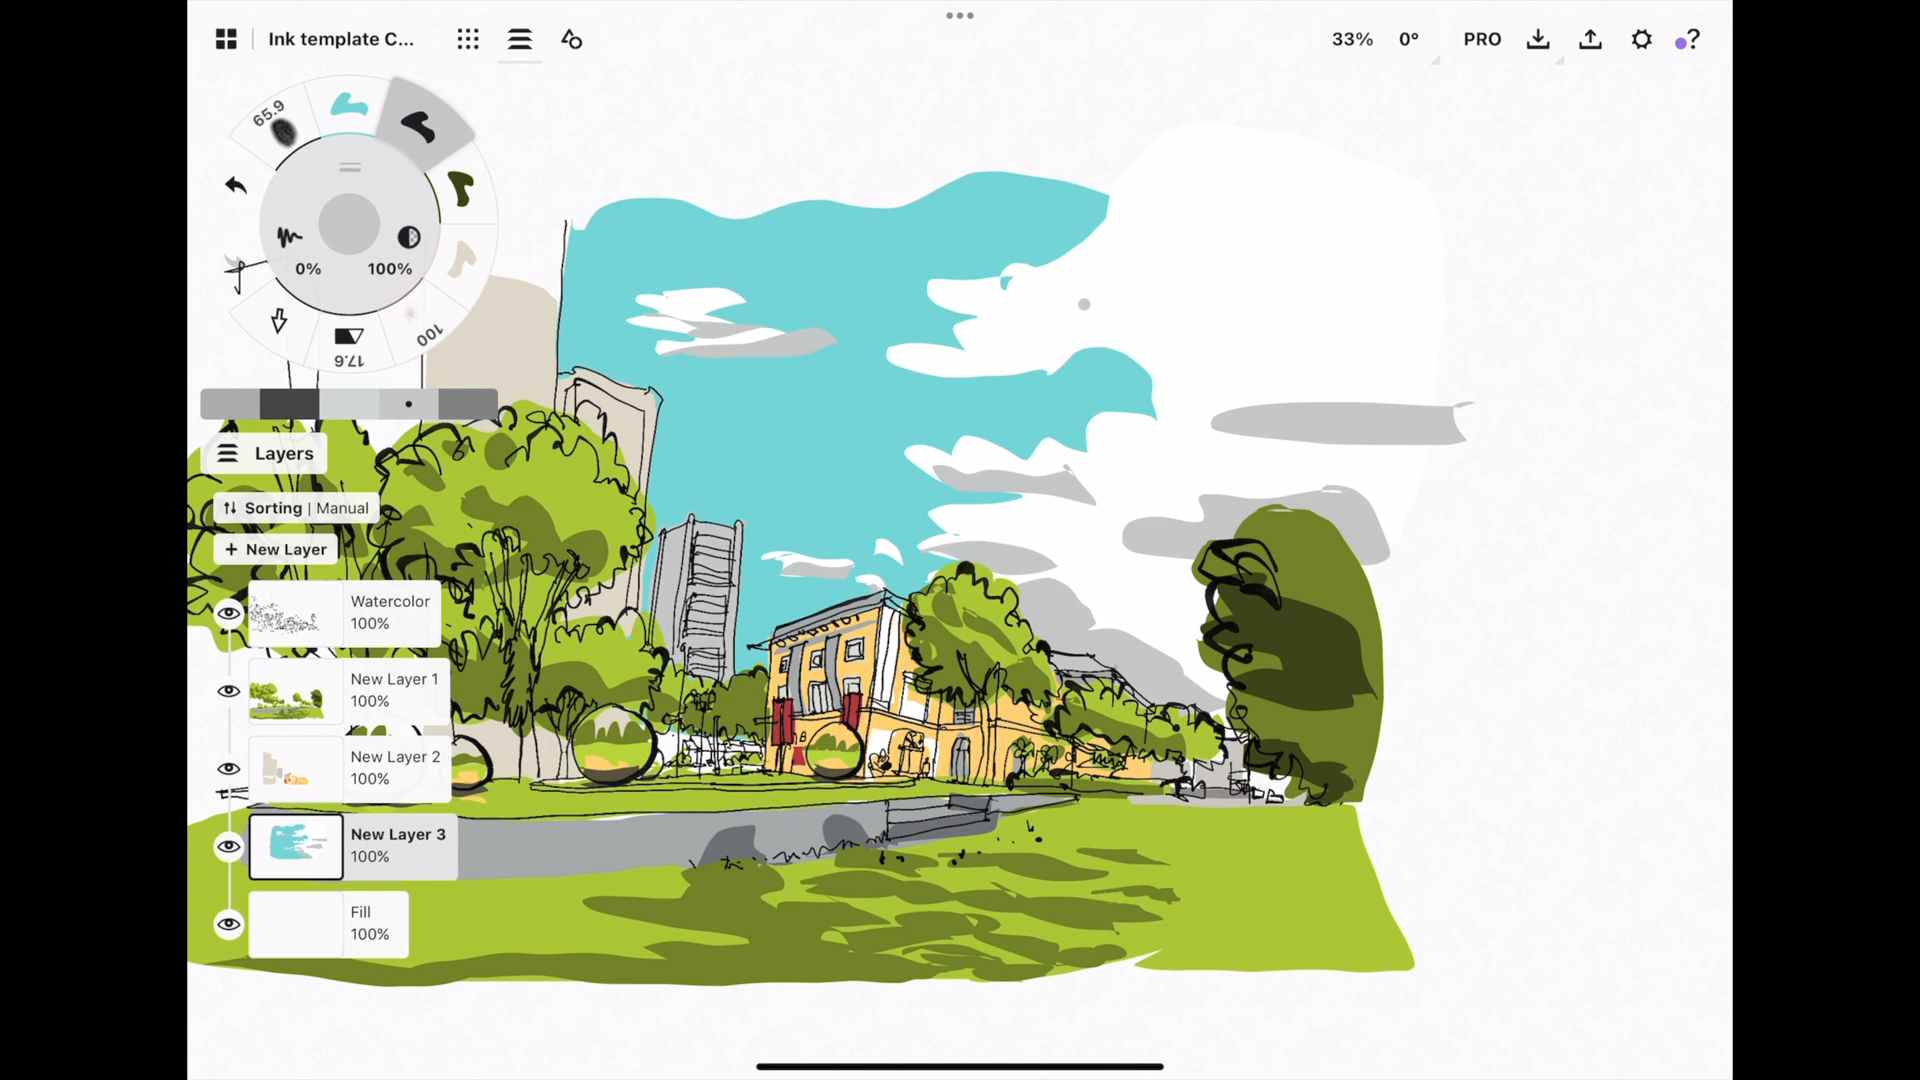 Ink template C...
33%
0°
PRO
?
65.9
0%
100%
100
17.6
Layers
Sorting | Manual
+ New Layer
Watercolor
100%
New Layer 1
100%
New Layer 2
100%
New Layer 3
100%
Fill
100%